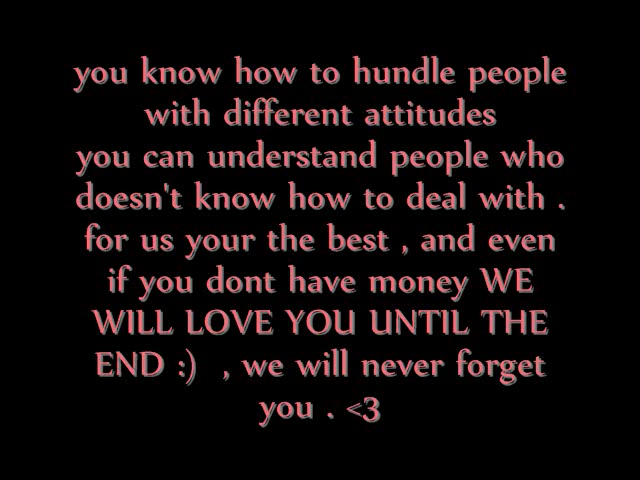 you know how to hundle people
with different attitudes
you can understand people who
doesn't know how to deal with .
for us your the best , and even
if you dont have money WE
WILL LOVE YOU UNTIL THE
END :) , we will never forget
you . <3